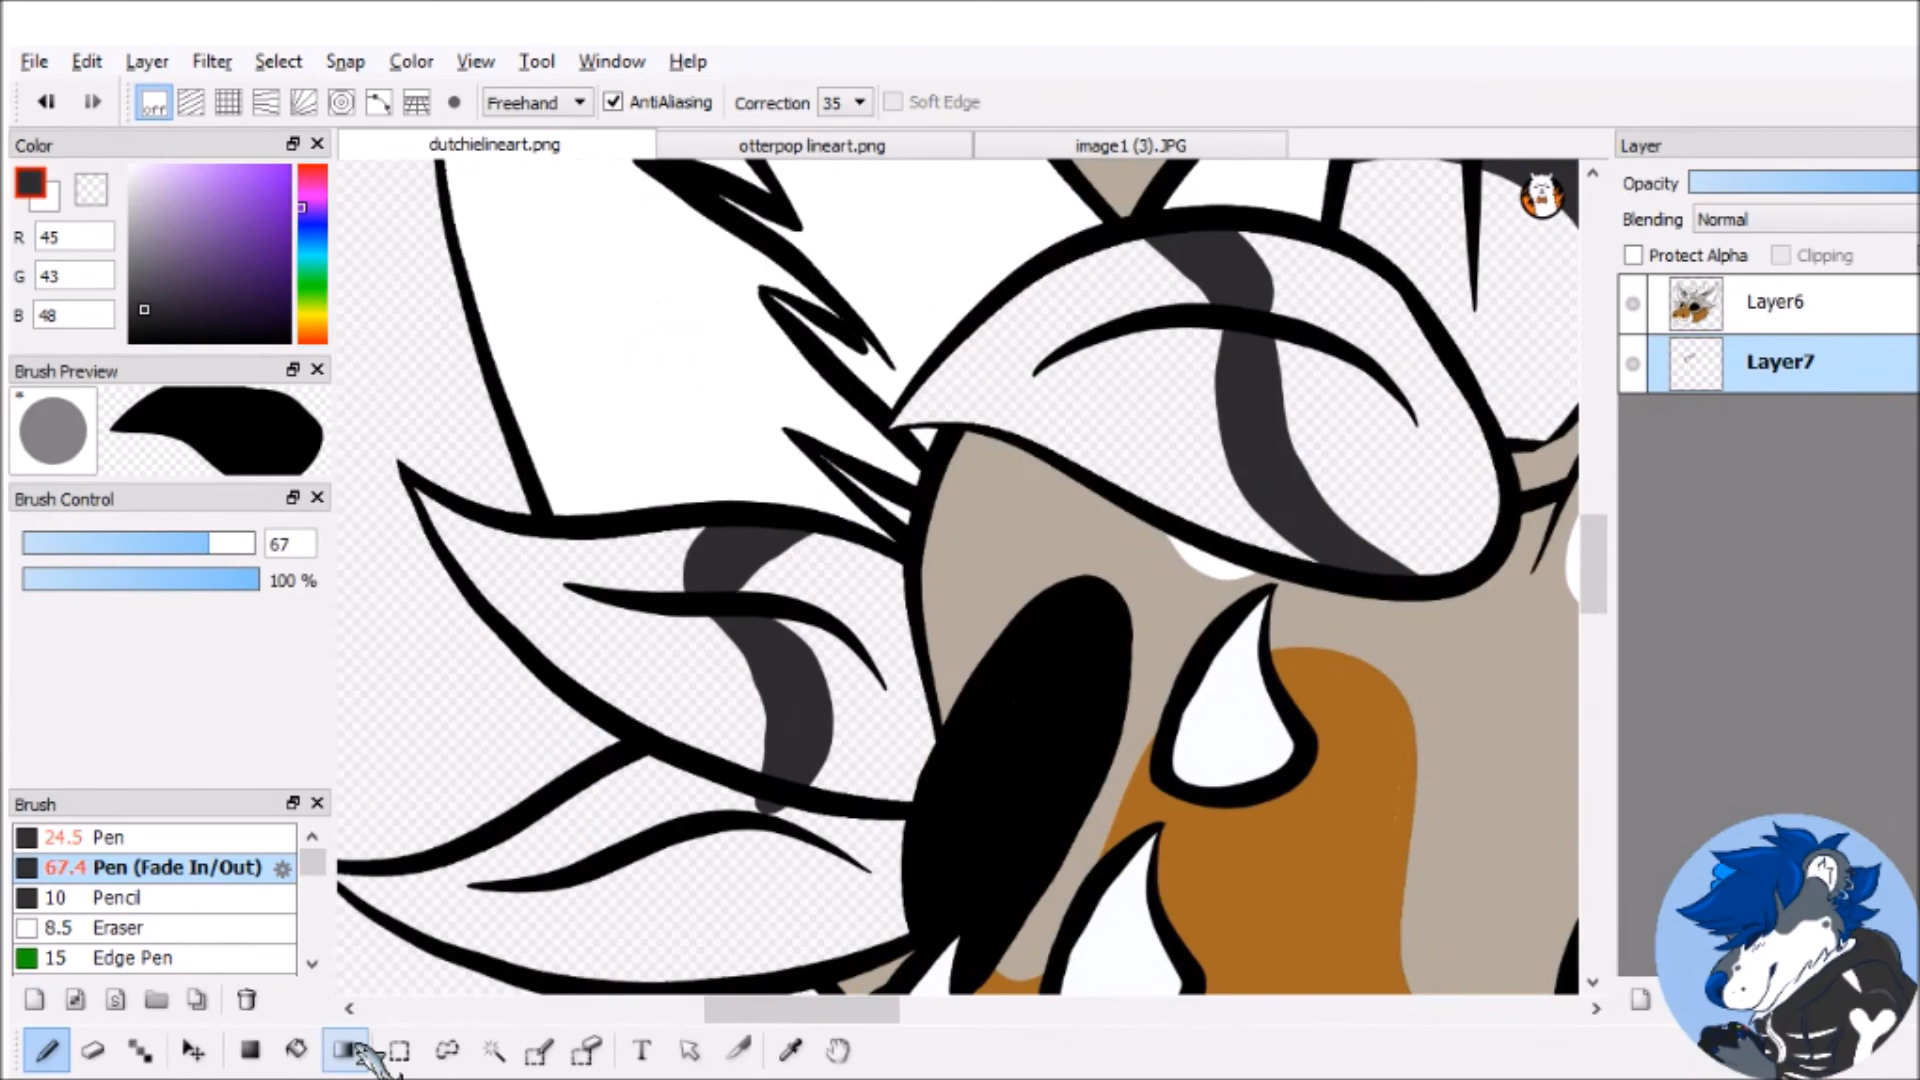 File Edit Layer Filter Select Snap Color View Tool Window Help
off Freehand AntiAliasing Correction 35 Soft Edge
Color
dutchielineart.png otterpop lineart.png image1 (3).JPG
Layer
R 45
G 43
B 48
Opacity
Blending Normal
Protect Alpha Clipping
Layer6
Layer7
Brush Preview
Brush Control
67
100 %
Brush
24.5 Pen
67.4 Pen (Fade In/Out)
10 Pencil
8.5 Eraser
15 Edge Pen